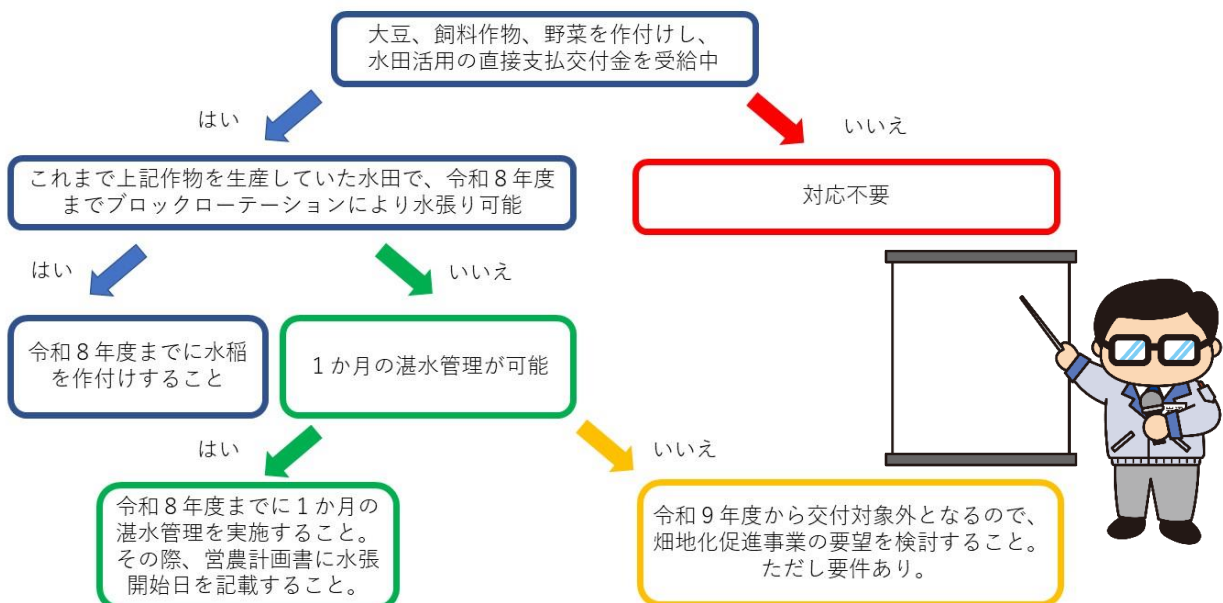 大豆、飼料作物、野菜を作付けし、
水田活用の直接支払交付金を受給中
はい
いいえ
これまで上記作物を生産していた水田で、令和８年度
までブロックローテーションにより水張り可能
対応不要
はい
いいえ
令和８年度までに水稲
を作付けすること
１か月の湛水管理が可能
はい
いいえ
令和８年度までに１か月の
湛水管理を実施すること。
その際、営農計画書に水張
開始日を記載すること。
令和９年度から交付対象外となるので、
畑地化促進事業の要望を検討すること。
ただし要件あり。